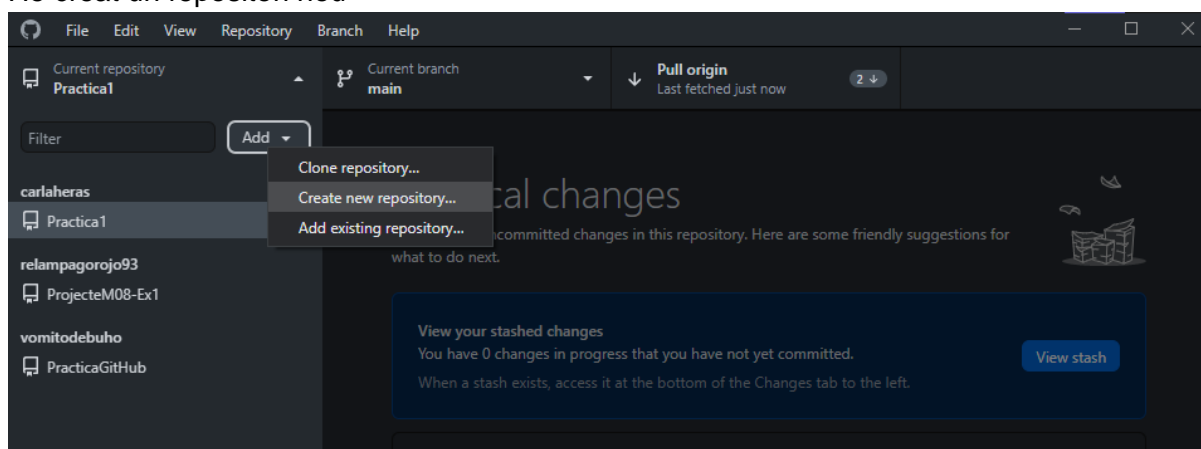 He creat un repositori nou
File Edit View Repository Branch Help
Current repository
Practica1
Current branch
main
Pull origin
Last fetched just now
2
Filter
Add
Clone repository...
Create new repository...
Add existing repository...
carlaheras
Practica1
relampagorojo93
ProjecteM08-Ex1
vomitodebuho
PracticaGitHub
cal changes
ncommitted changes in this repository. Here are some friendly suggestions for
what to do next.
View your stashed changes
You have 0 changes in progress that you have not yet committed.
When a stash exists, access it at the bottom of the Changes tab to the left.
View stash